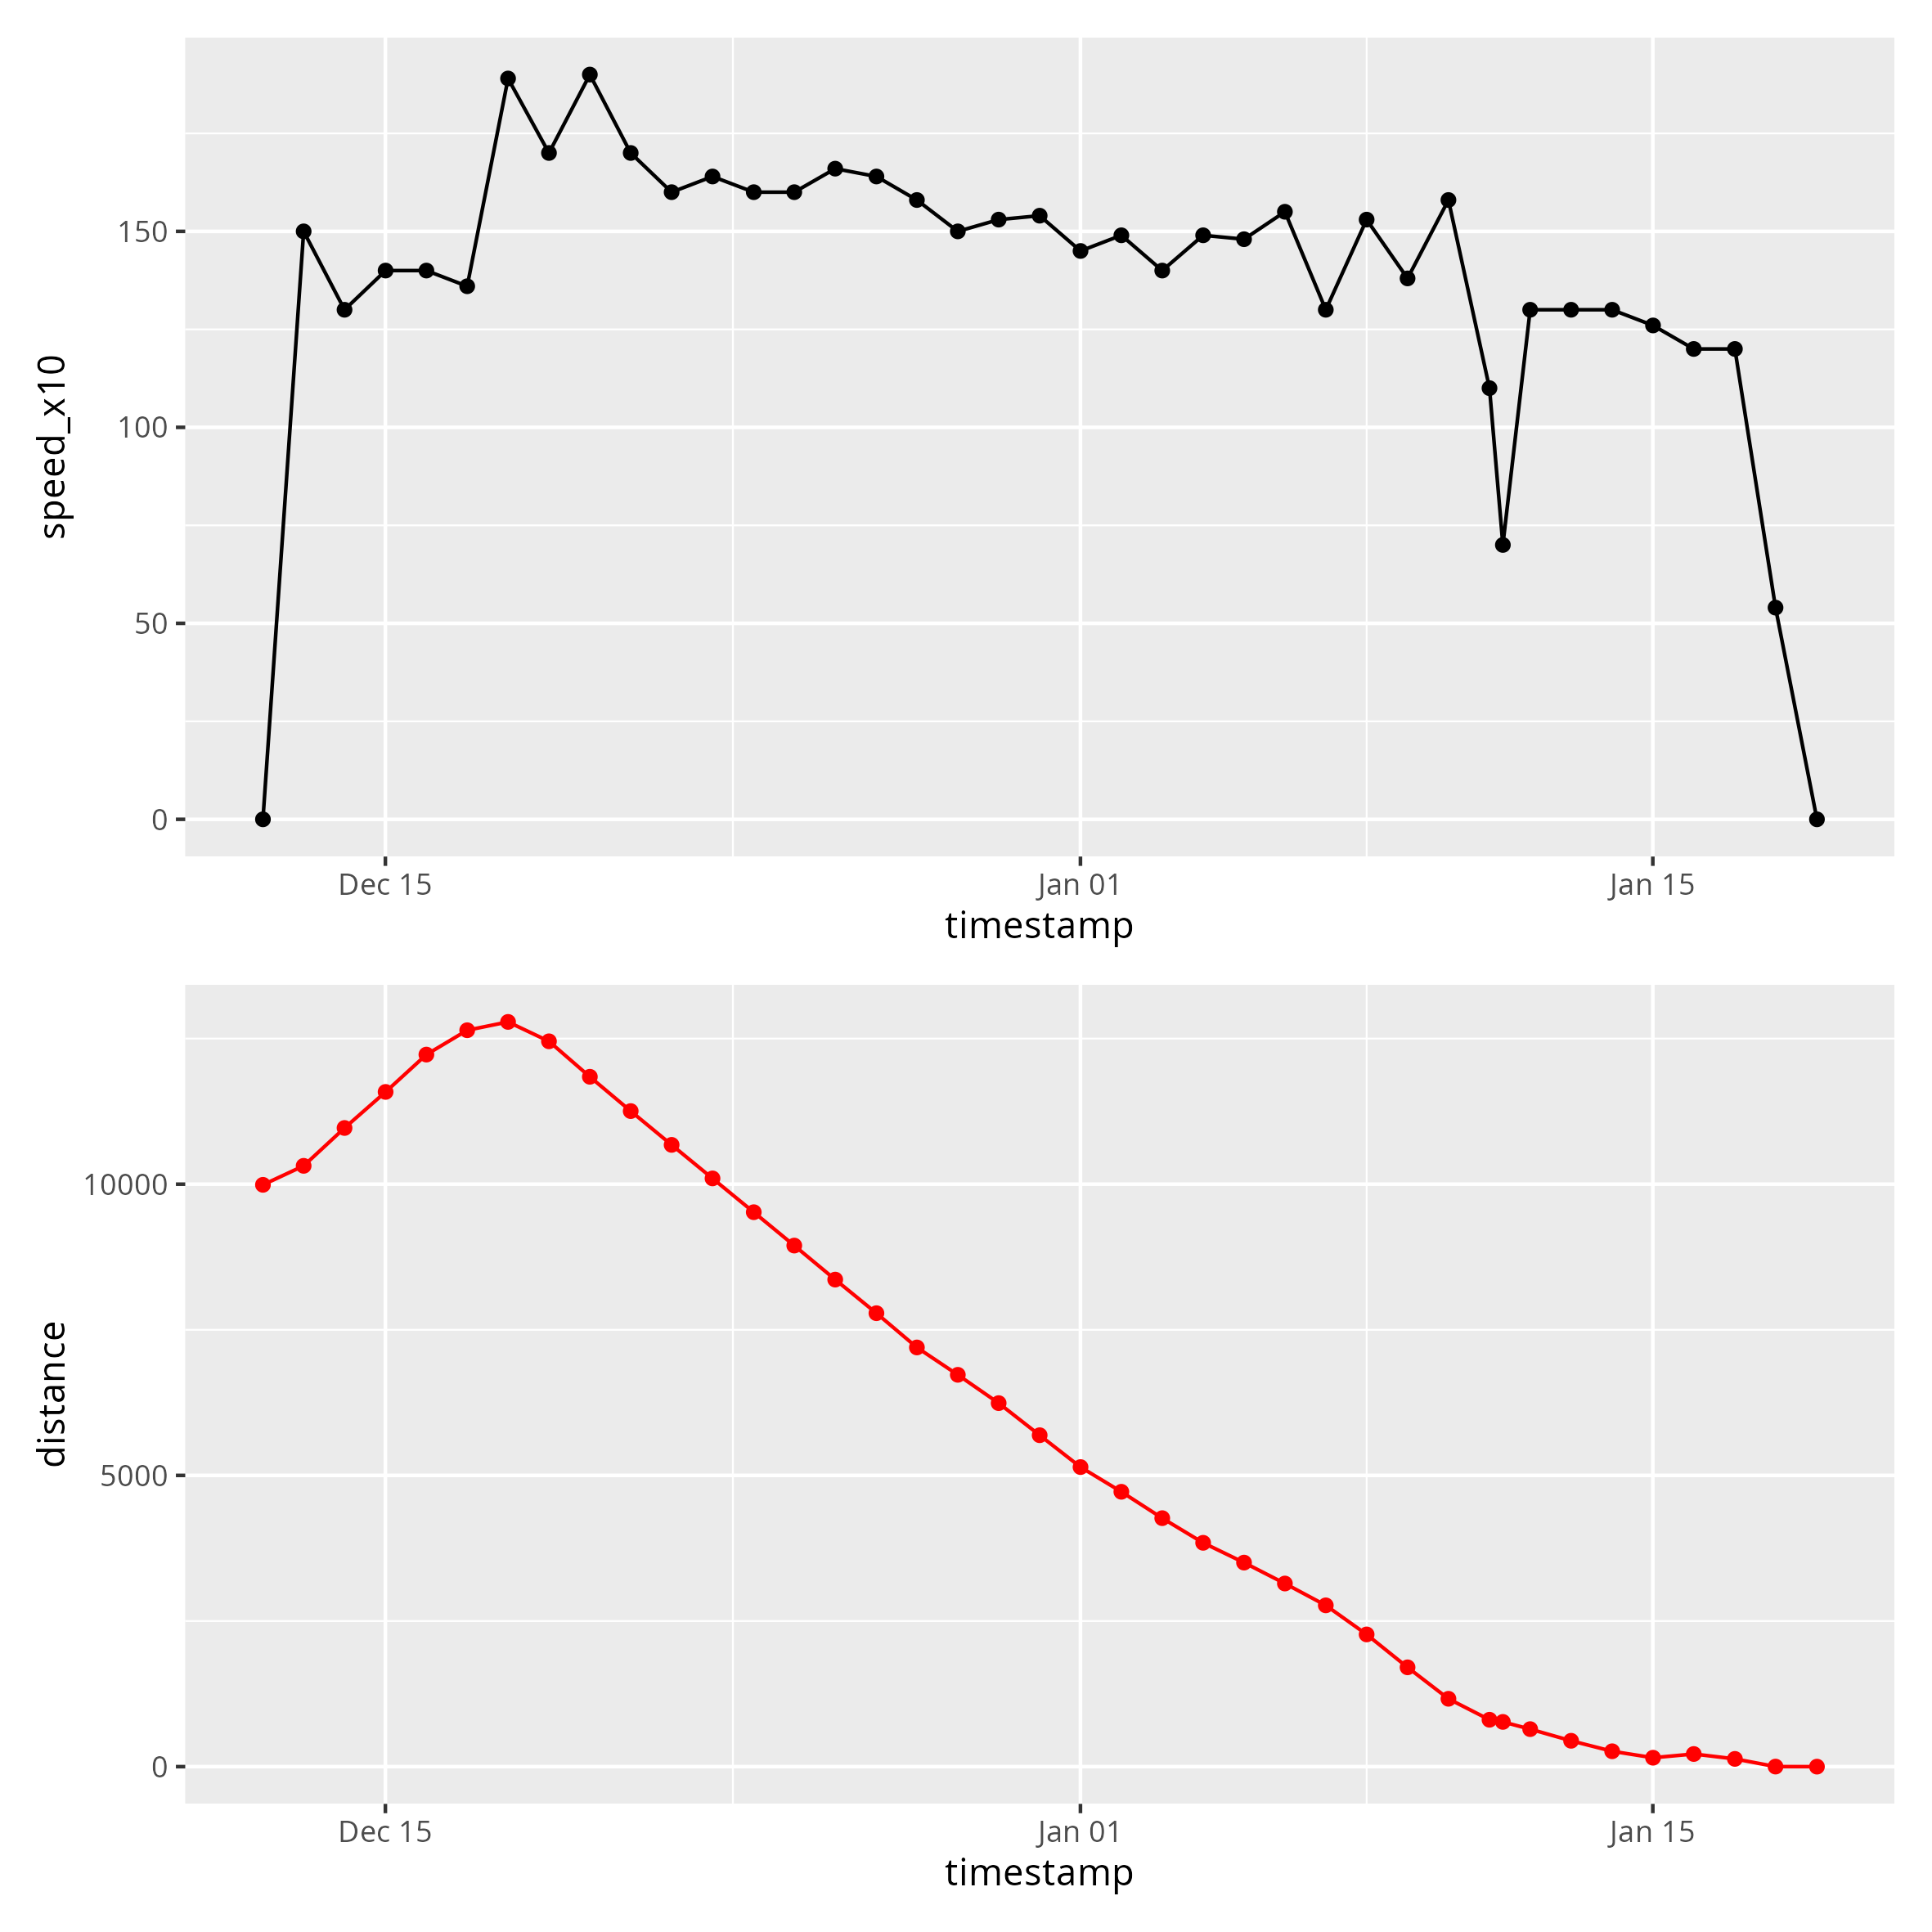 speed_x10
150
100
50
0
Dec 15
Jan 01
Jan 15
timestamp
distance
10000
5000
0
Dec 15
Jan 01
Jan 15
timestamp